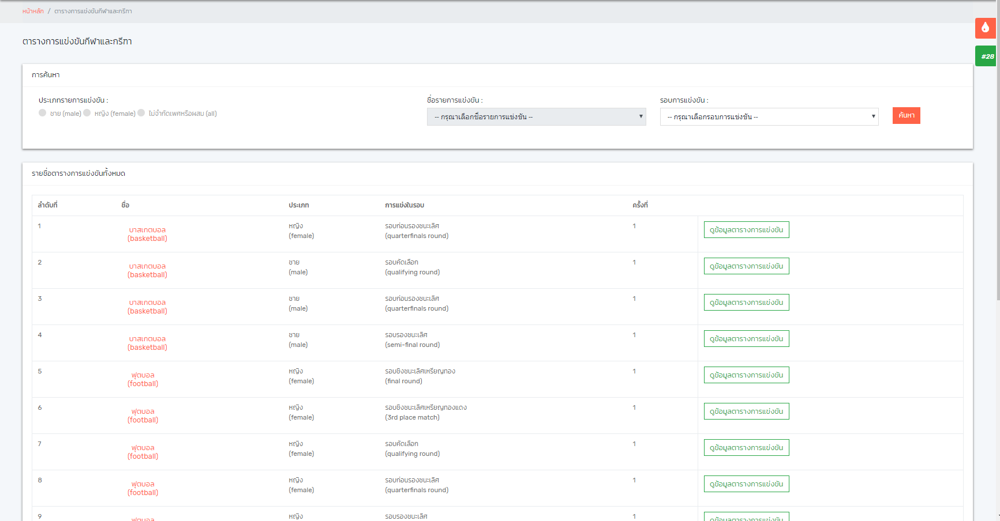 หน้าหลัก / ตารางการแข่งขันกีฬาและกรีฑา
ตารางการแข่งขันกีฬาและกรีฑา
#28
การค้นหา
ประเภทรายการแข่งขัน :
ชาย (male) หญิง (female) ไม่จำกัดเพศหรือผสม (all)
ชื่อรายการแข่งขัน :
-- กรุณาเลือกชื่อรายการแข่งขัน --
รอบการแข่งขัน :
-- กรุณาเลือกรอบการแข่งขัน --
ค้นหา
รายชื่อตารางการแข่งขันทั้งหมด
ลำดับที่ ชื่อ ประเภท การแข่งในรอบ ครั้งที่
1 บาสเกตบอล หญิง รอบก่อนรองชนะเลิศ 1 ดูข้อมูลตารางการแข่งขัน
(basketball) (female) (quarterfinals round)
2 บาสเกตบอล ชาย รอบคัดเลือก 1 ดูข้อมูลตารางการแข่งขัน
(basketball) (male) (qualifying round)
3 บาสเกตบอล ชาย รอบก่อนรองชนะเลิศ 1 ดูข้อมูลตารางการแข่งขัน
(basketball) (male) (quarterfinals round)
4 บาสเกตบอล ชาย รอบรองชนะเลิศ 1 ดูข้อมูลตารางการแข่งขัน
(basketball) (male) (semi-final round)
5 ฟุตบอล หญิง รอบชิงชนะเลิศเหรียญทอง 1 ดูข้อมูลตารางการแข่งขัน
(football) (female) (final round)
6 ฟุตบอล หญิง รอบชิงชนะเลิศเหรียญทองแดง 1 ดูข้อมูลตารางการแข่งขัน
(football) (female) (3rd place match)
7 ฟุตบอล หญิง รอบคัดเลือก 1 ดูข้อมูลตารางการแข่งขัน
(football) (female) (qualifying round)
8 ฟุตบอล หญิง รอบก่อนรองชนะเลิศ 1 ดูข้อมูลตารางการแข่งขัน
(football) (female) (quarterfinals round)
9 ฟุตบอล หญิง รอบรองชนะเลิศ 1 ดูข้อมูลตารางการแข่งขัน